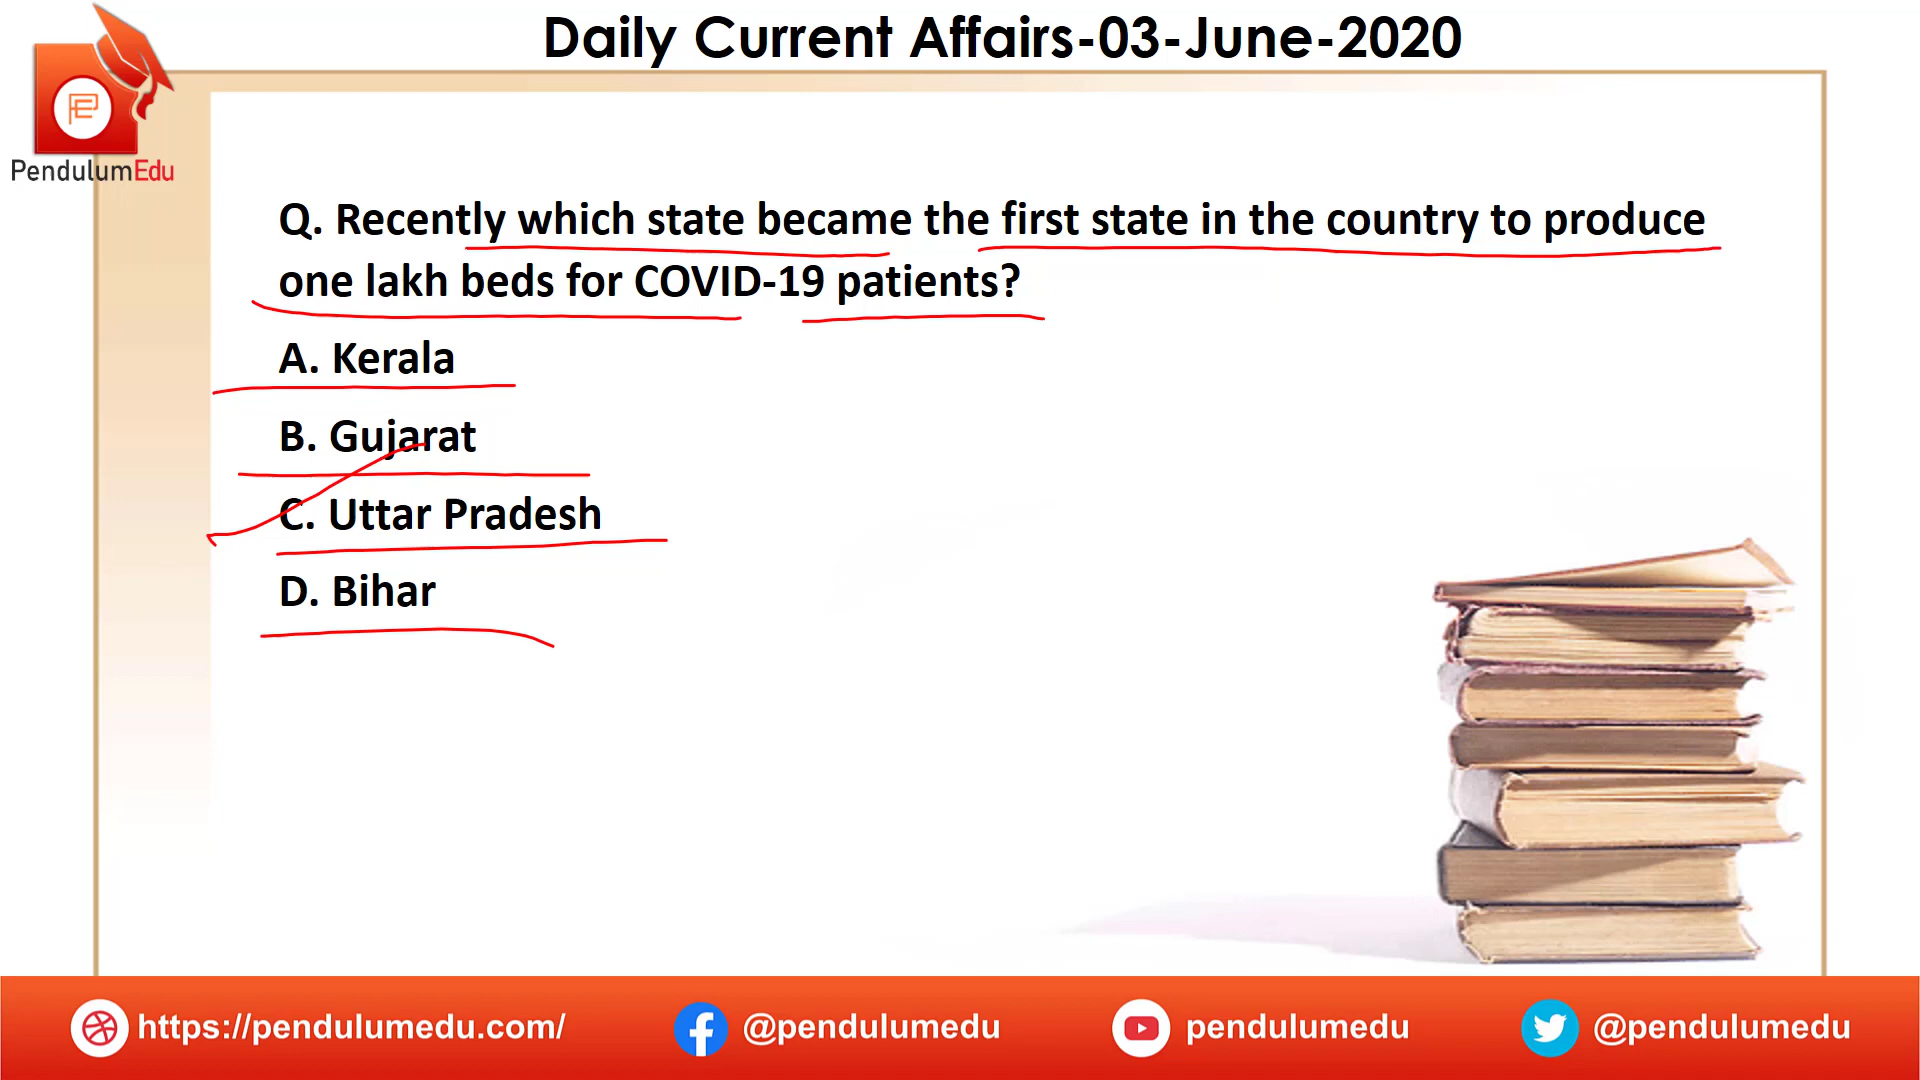 Daily Current Affairs-03-June-2020
PendulumEdu
Q. Recently which state became the first state in the country to produce
one lakh beds for COVID-19 patients?
A. Kerala
B. Gujarat
C. Uttar Pradesh
D. Bihar
https://pendulumedu.com/ @pendulumedu pendulumedu @pendulumedu